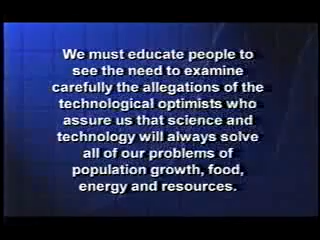 We must educate people to
see the need to examine
carefully the allegations of the
technological optimists who
assure us that science and
technology will always solve
all of our problems of
population growth, food,
energy and resources.